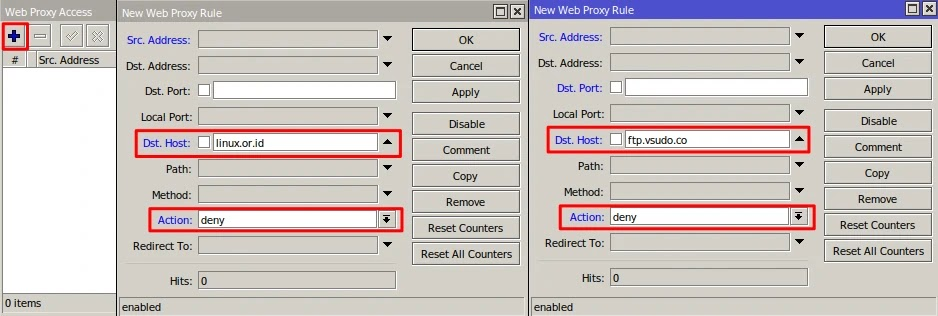 Web Proxy Access
# Src. Address
0 items
New Web Proxy Rule
Src. Address:
OK
Dst. Address:
Cancel
Dst. Port:
Apply
Local Port:
Disable
Dst. Host: linux.or.id
Comment
Path:
Copy
Method:
Remove
Action: deny
Reset Counters
Redirect To:
Reset All Counters
Hits: 0
enabled
New Web Proxy Rule
Src. Address:
OK
Dst. Address:
Cancel
Dst. Port:
Apply
Local Port:
Disable
Dst. Host: ftp.vsudo.co
Comment
Path:
Copy
Method:
Remove
Action: deny
Reset Counters
Redirect To:
Reset All Counters
Hits: 0
enabled